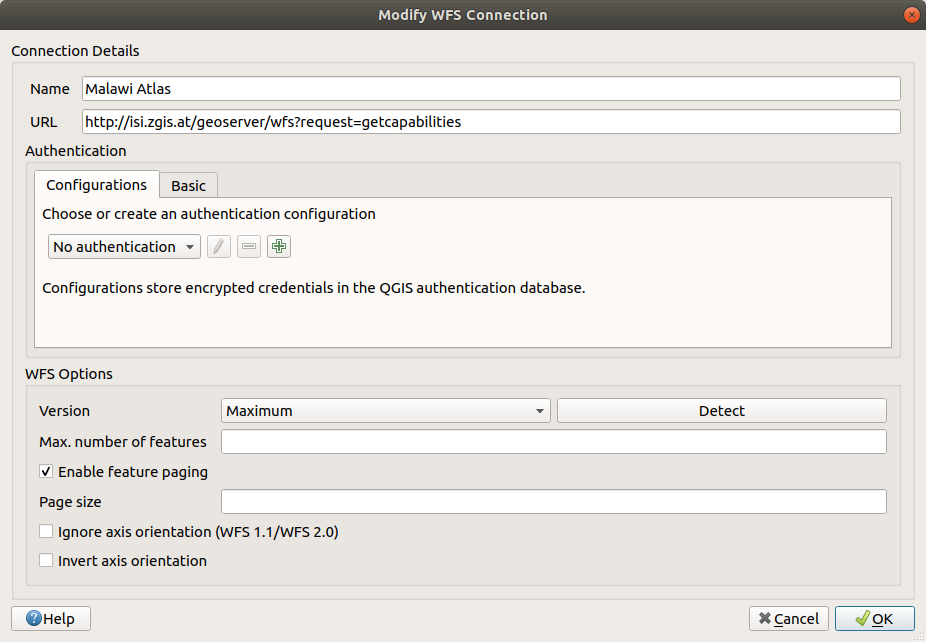 Modify WFS Connection
Connection Details
Name Malawi Atlas
URL http://isi.zgis.at/geoserver/wfs?request=getcapabilities
Authentication
Configurations Basic
Choose or create an authentication configuration
No authentication
Configurations store encrypted credentials in the QGIS authentication database.
WFS Options
Version Maximum Detect
Max. number of features
Enable feature paging
Page size
Ignore axis orientation (WFS 1.1/WFS 2.0)
Invert axis orientation
Help Cancel OK